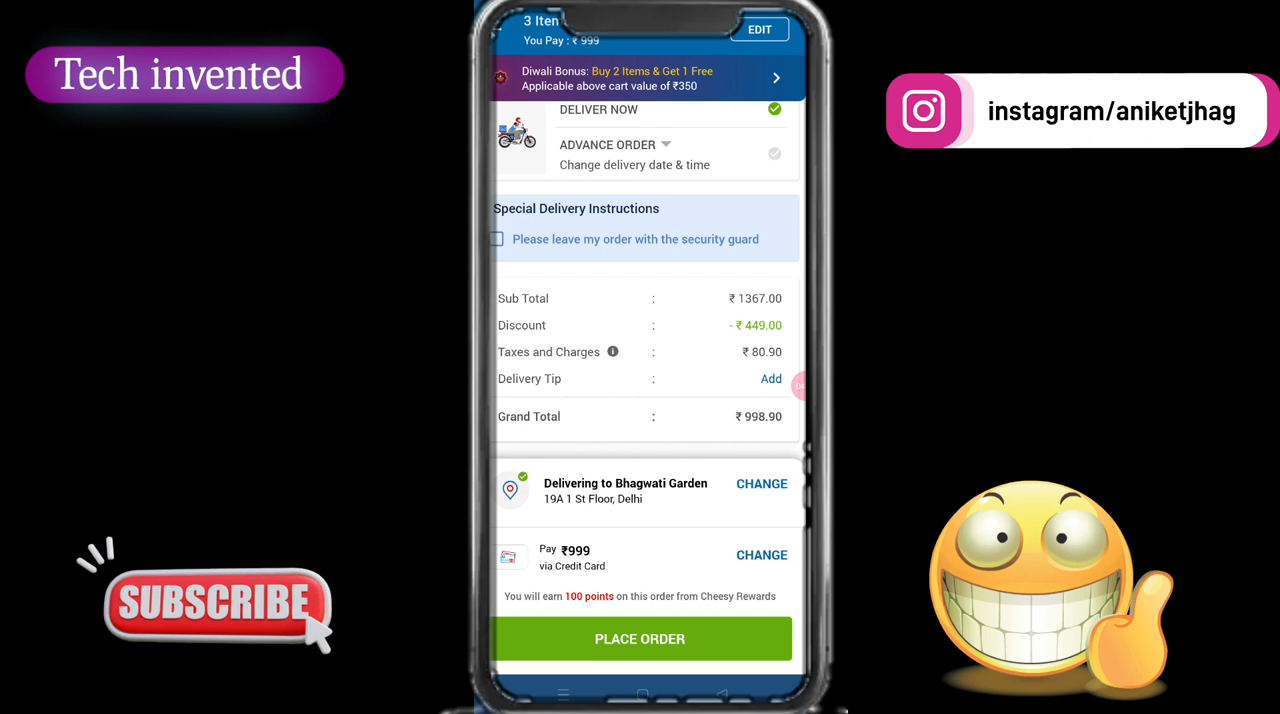 Tech invented
3 Item
You Pay : ₹ 999
EDIT
Diwali Bonus: Buy 2 Items & Get 1 Free
Applicable above cart value of ₹350
DELIVER NOW
ADVANCE ORDER
Change delivery date & time
Special Delivery Instructions
Please leave my order with the security guard
Sub Total : ₹ 1367.00
Discount : - ₹ 449.00
Taxes and Charges : ₹ 80.90
Delivery Tip : Add
Grand Total : ₹ 998.90
Delivering to Bhagwati Garden
19A 1 St Floor, Delhi
CHANGE
Pay ₹999
via Credit Card
CHANGE
You will earn 100 points on this order from Cheesy Rewards
PLACE ORDER
instagram/aniketjhag
SUBSCRIBE